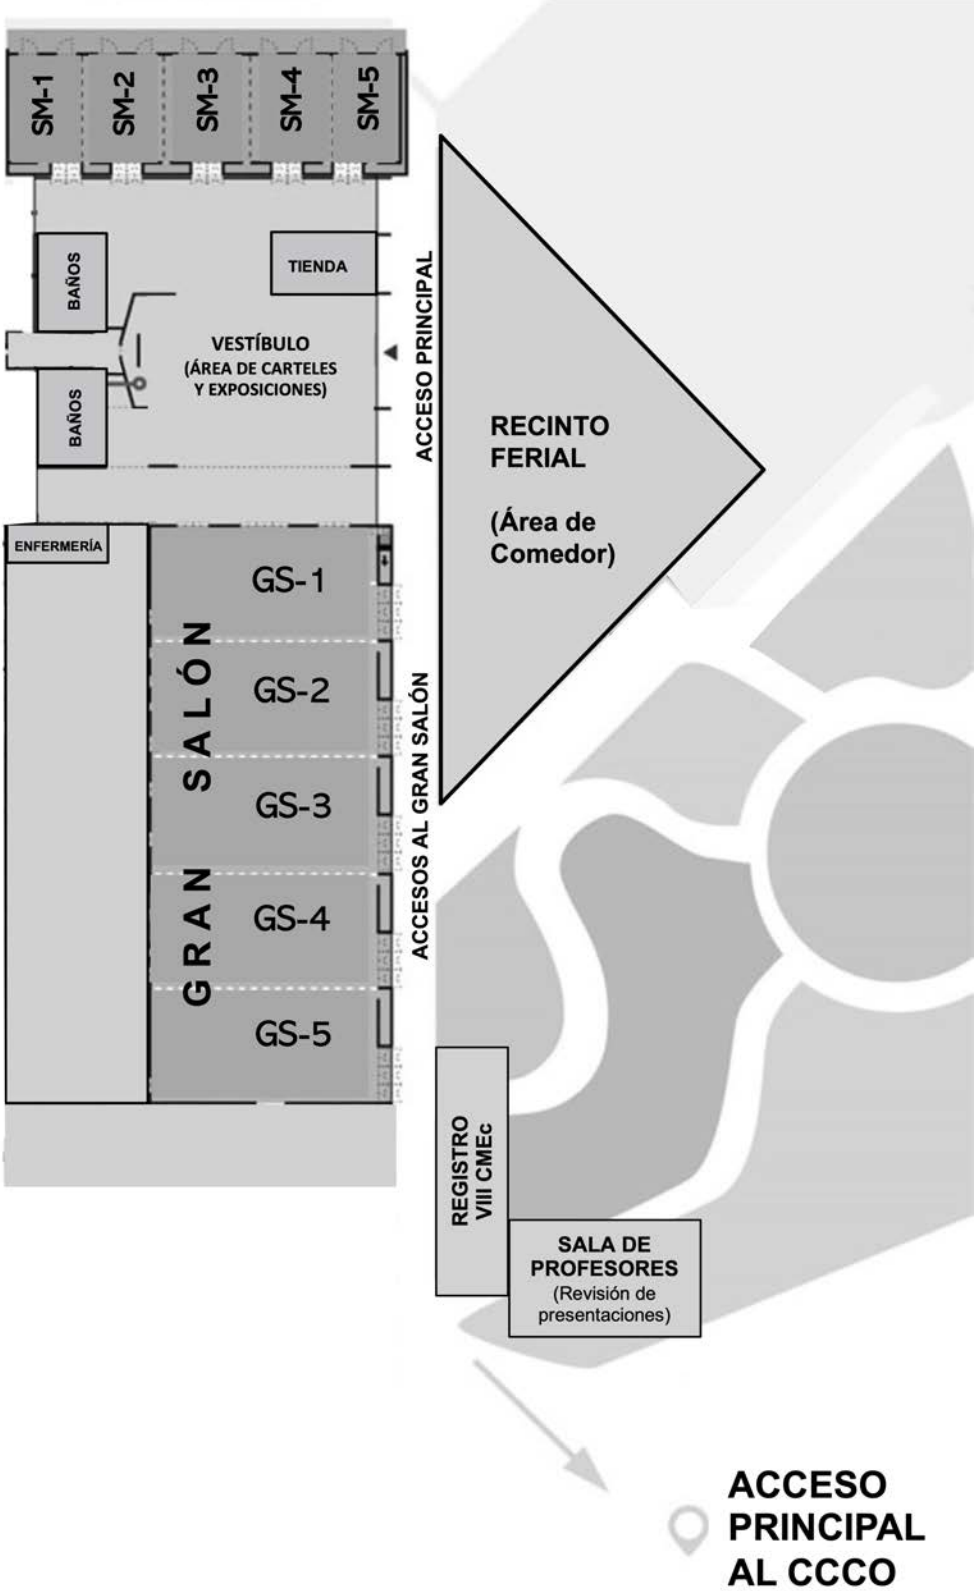 SM-1
SM-2
SM-3
SM-4
SM-5
BAÑOS
TIENDA
VESTÍBULO
(ÁREA DE CARTELES
Y EXPOSICIONES)
BAÑOS
ACCESO PRINCIPAL
RECINTO
FERIAL
(Área de
Comedor)
ENFERMERÍA
GRAN SALÓN
GS-1
GS-2
GS-3
GS-4
GS-5
ACCESOS AL GRAN SALÓN
REGISTRO
VIII CMEc
SALA DE
PROFESORES
(Revisión de
presentaciones)
ACCESO
PRINCIPAL
AL CCCO